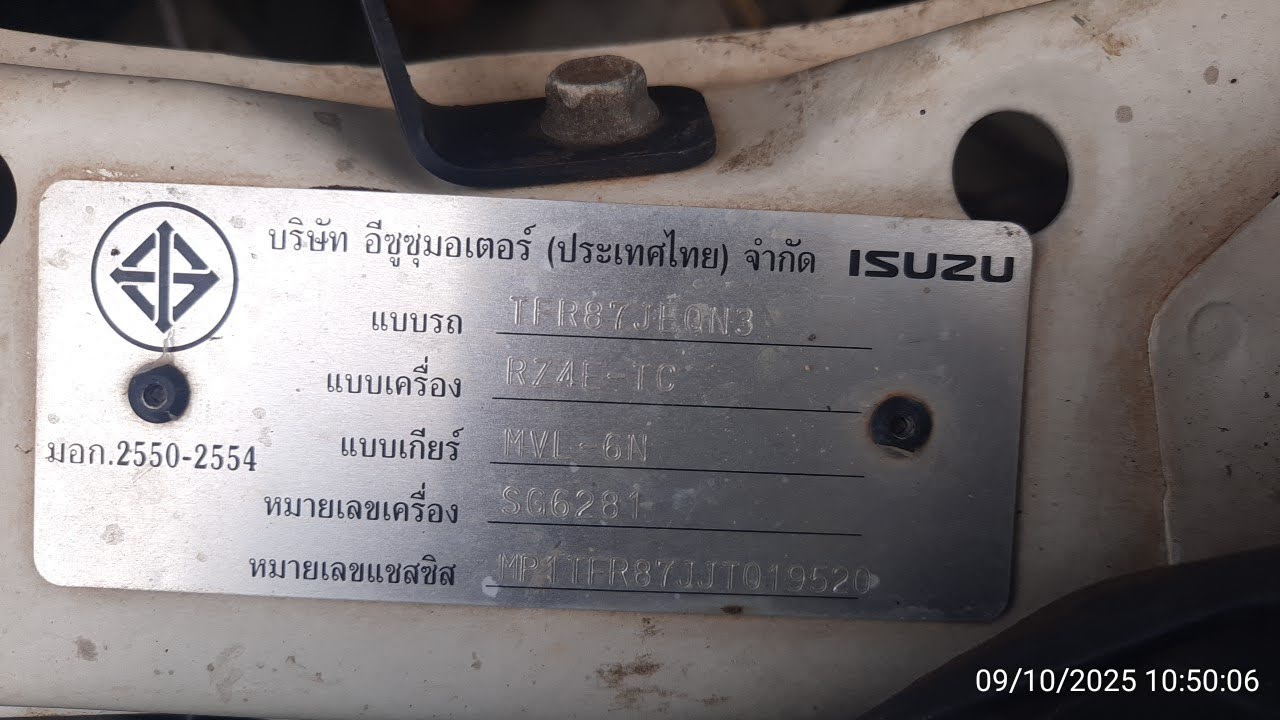 บริษัท อีซูซุมอเตอร์ (ประเทศไทย) จำกัด ISUZU
แบบรถ TFR87JEQN3
แบบเครื่อง RZ4E-TC
แบบเกียร์ MVL-6N
มอก.2550-2554
หมายเลขเครื่อง SG6281
หมายเลขแชสซิส MP1TFR87JJT019520
09/10/2025 10:50:06